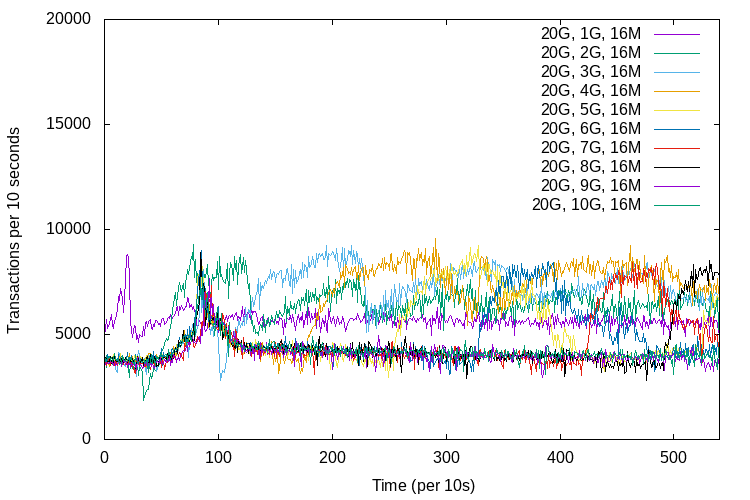 20000
15000
10000
5000
0
Transactions per 10 seconds
20G, 1G, 16M
20G, 2G, 16M
20G, 3G, 16M
20G, 4G, 16M
20G, 5G, 16M
20G, 6G, 16M
20G, 7G, 16M
20G, 8G, 16M
20G, 9G, 16M
20G, 10G, 16M
0 100 200 300 400 500
Time (per 10s)